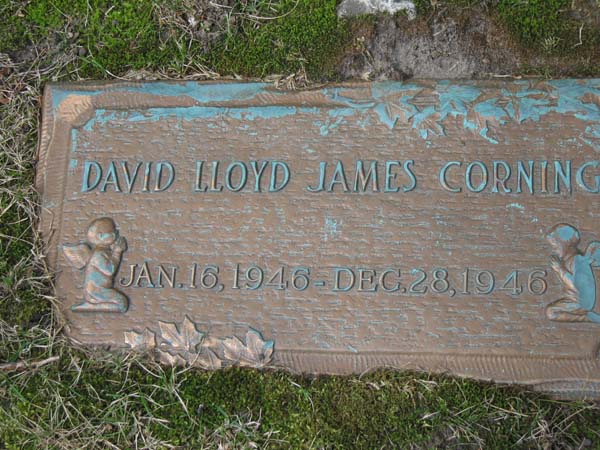 DAVID LLOYD JAMES CORNING
JAN. 16, 1946 - DEC. 28, 1946